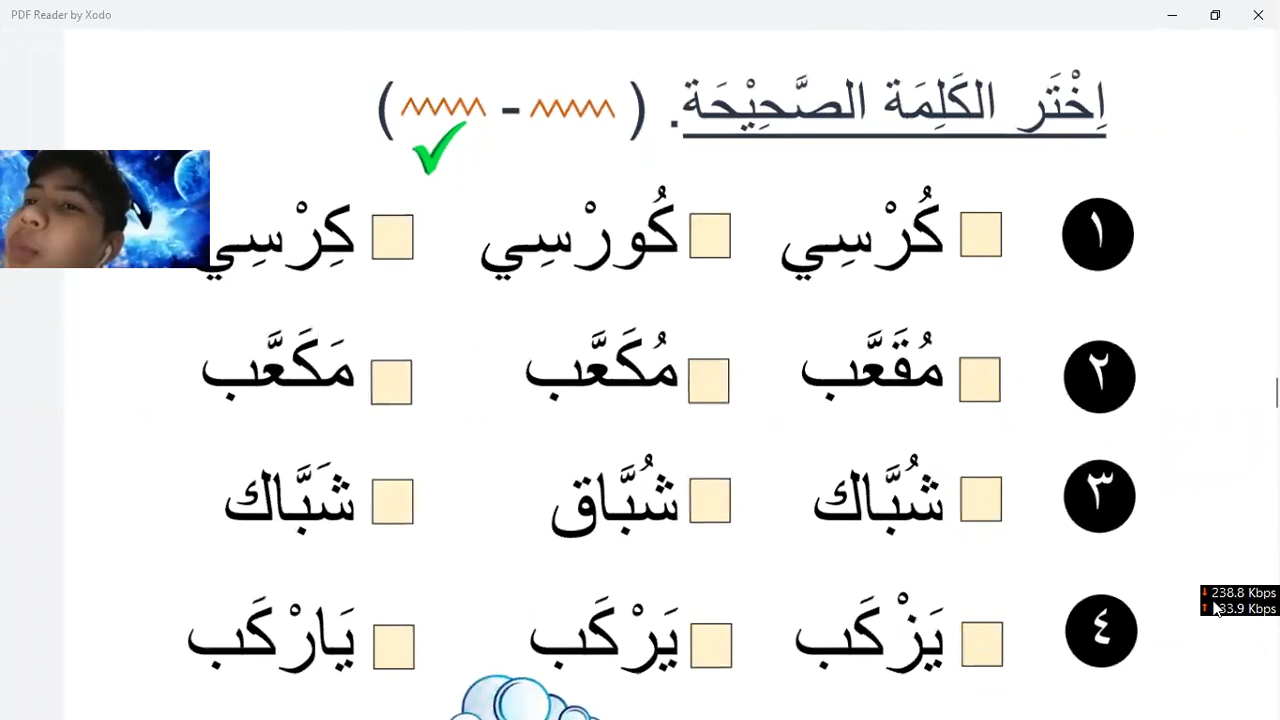 PDF Reader by Xodo
اِخْتَر الكَلِمَة الصَّحِيْحَة. ( - )
١ كُرْسِي كُورْسِي كِرْسِي
٢ مُقَعَّب مُكَعَّب مَكَعَّب
٣ شُبَّاك شُبَّاق شَبَّاك
٤ يَزْكَب يَرْكَب يَارْكَب
238.8 Kbps